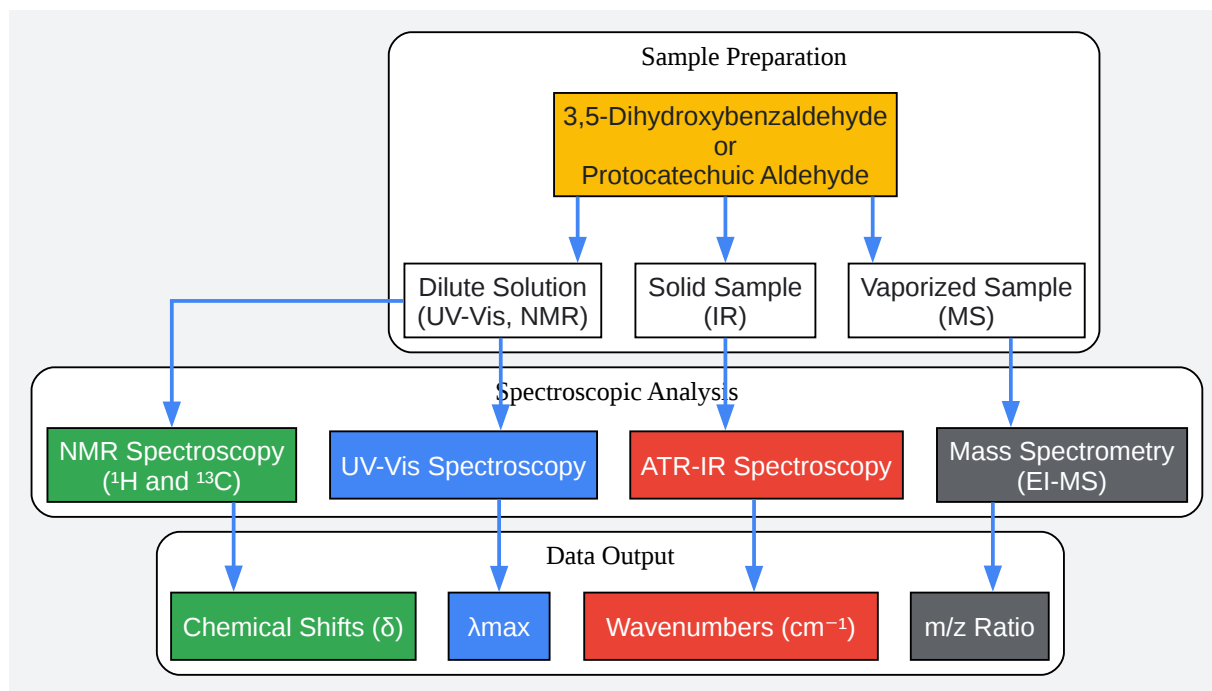 Sample Preparation
3,5-Dihydroxybenzaldehyde
or
Protocatechuic Aldehyde
Dilute Solution
(UV-Vis, NMR)
Solid Sample
(IR)
Vaporized Sample
(MS)
Spectroscopic Analysis
NMR Spectroscopy
(¹H and ¹³C)
UV-Vis Spectroscopy
ATR-IR Spectroscopy
Mass Spectrometry
(EI-MS)
Data Output
Chemical Shifts (δ)
λmax
Wavenumbers (cm⁻¹)
m/z Ratio